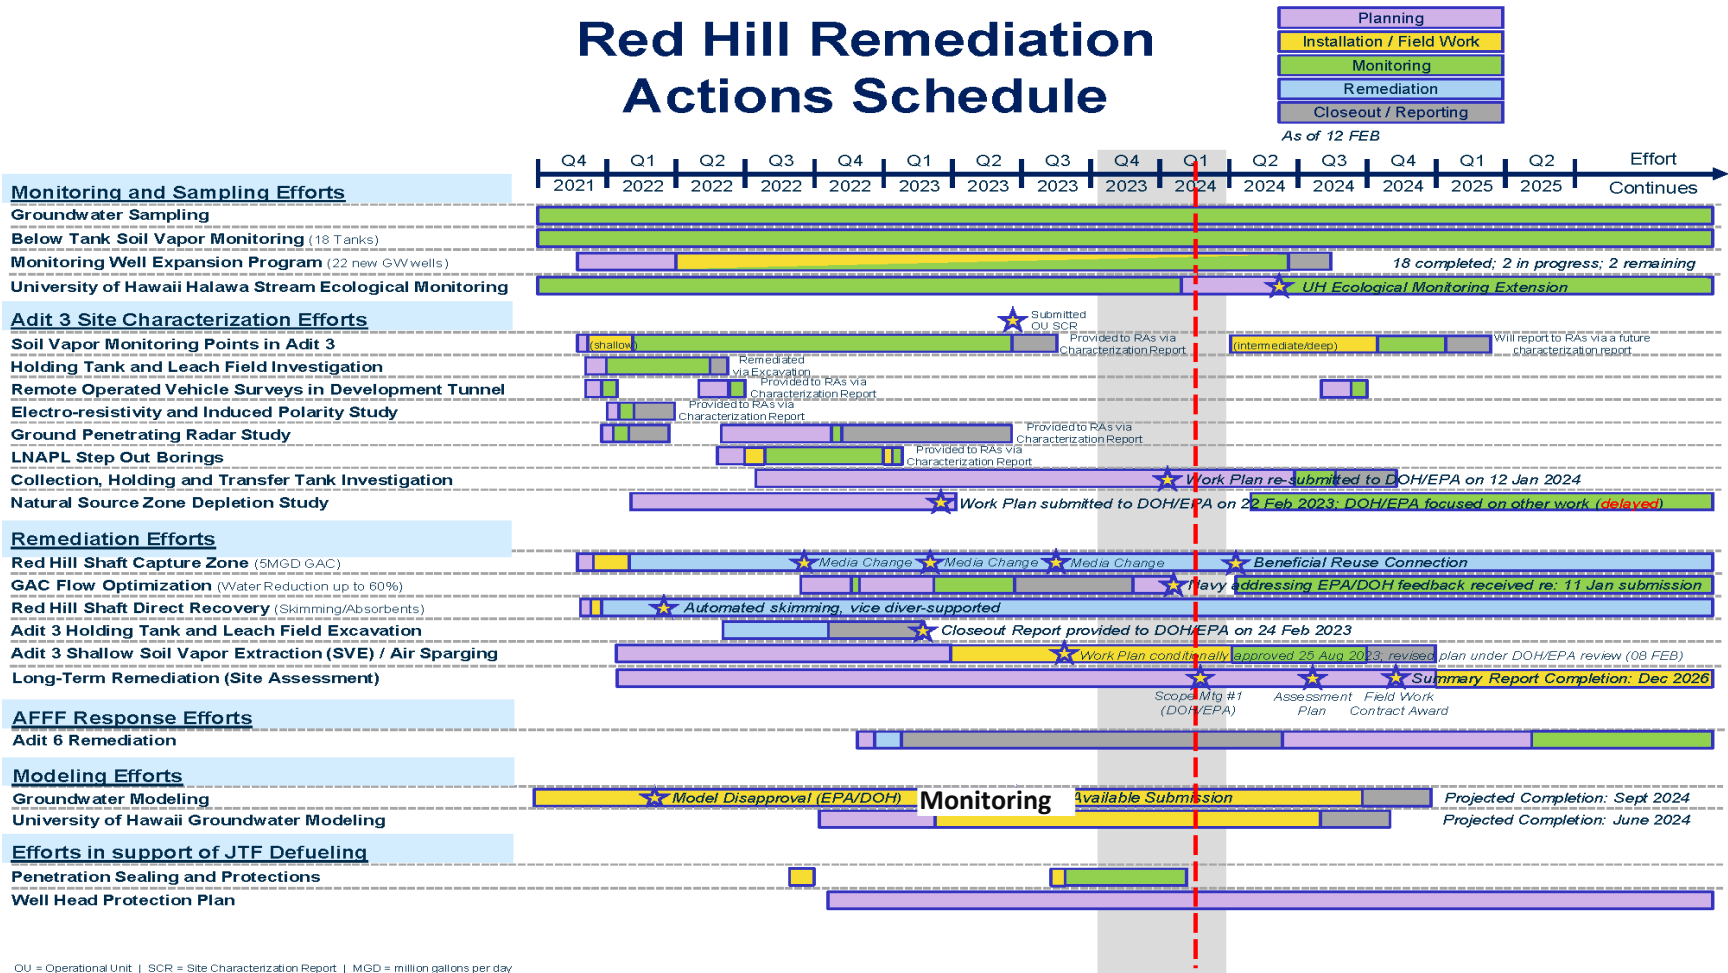 Red Hill Remediation
Actions Schedule
Planning
Installation / Field Work
Monitoring
Remediation
Closeout / Reporting
As of 12 FEB
Q4 Q1 Q2 Q3 Q4 Q1 Q2 Q3 Q4 Q1 Q2 Q3 Q4 Q1 Q2 Effort
2021 2022 2022 2022 2022 2023 2023 2023 2023 2024 2024 2024 2024 2025 2025 Continues
Monitoring and Sampling Efforts
Groundwater Sampling
Below Tank Soil Vapor Monitoring (18 Tanks)
Monitoring Well Expansion Program (22 new GW wells) 18 completed; 2 in progress; 2 remaining
University of Hawaii Halawa Stream Ecological Monitoring UH Ecological Monitoring Extension
Adit 3 Site Characterization Efforts
Submitted
OU SCR
Soil Vapor Monitoring Points in Adit 3 (shallow)
Provided to RAs via
Characterization Report
(intermediate/deep)
Will report to RAs via a future
characterization report
Holding Tank and Leach Field Investigation
Remediated
via Excavation
Remote Operated Vehicle Surveys in Development Tunnel
Provided to RAs via
Characterization Report
Electro-resistivity and Induced Polarity Study
Provided to RAs via
Characterization Report
Ground Penetrating Radar Study
Provided to RAs via
Characterization Report
LNAPL Step Out Borings
Provided to RAs via
Characterization Report
Collection, Holding and Transfer Tank Investigation Work Plan re-submitted to DOH/EPA on 12 Jan 2024
Natural Source Zone Depletion Study Work Plan submitted to DOH/EPA on 22 Feb 2023; DOH/EPA focused on other work (delayed)
Remediation Efforts
Red Hill Shaft Capture Zone (5MGD GAC) Media Change Media Change Media Change Beneficial Reuse Connection
GAC Flow Optimization (Water Reduction up to 60%) Navy addressing EPA/DOH feedback received re: 11 Jan submission
Red Hill Shaft Direct Recovery (Skimming/Absorbents) Automated skimming, vice diver-supported
Adit 3 Holding Tank and Leach Field Excavation Closeout Report provided to DOH/EPA on 24 Feb 2023
Adit 3 Shallow Soil Vapor Extraction (SVE) / Air Sparging Work Plan conditionally approved 25 Aug 2023; revised plan under DOH/EPA review (08 FEB)
Long-Term Remediation (Site Assessment) Summary Report Completion: Dec 2026
Scope Mtg #1
(DOH/EPA)
Assessment
Plan
Field Work
Contract Award
AFFF Response Efforts
Adit 6 Remediation
Modeling Efforts
Groundwater Modeling Model Disapproval (EPA/DOH) Monitoring Available Submission Projected Completion: Sept 2024
University of Hawaii Groundwater Modeling Projected Completion: June 2024
Efforts in support of JTF Defueling
Penetration Sealing and Protections
Well Head Protection Plan
OU = Operational Unit | SCR = Site Characterization Report | MGD = million gallons per day